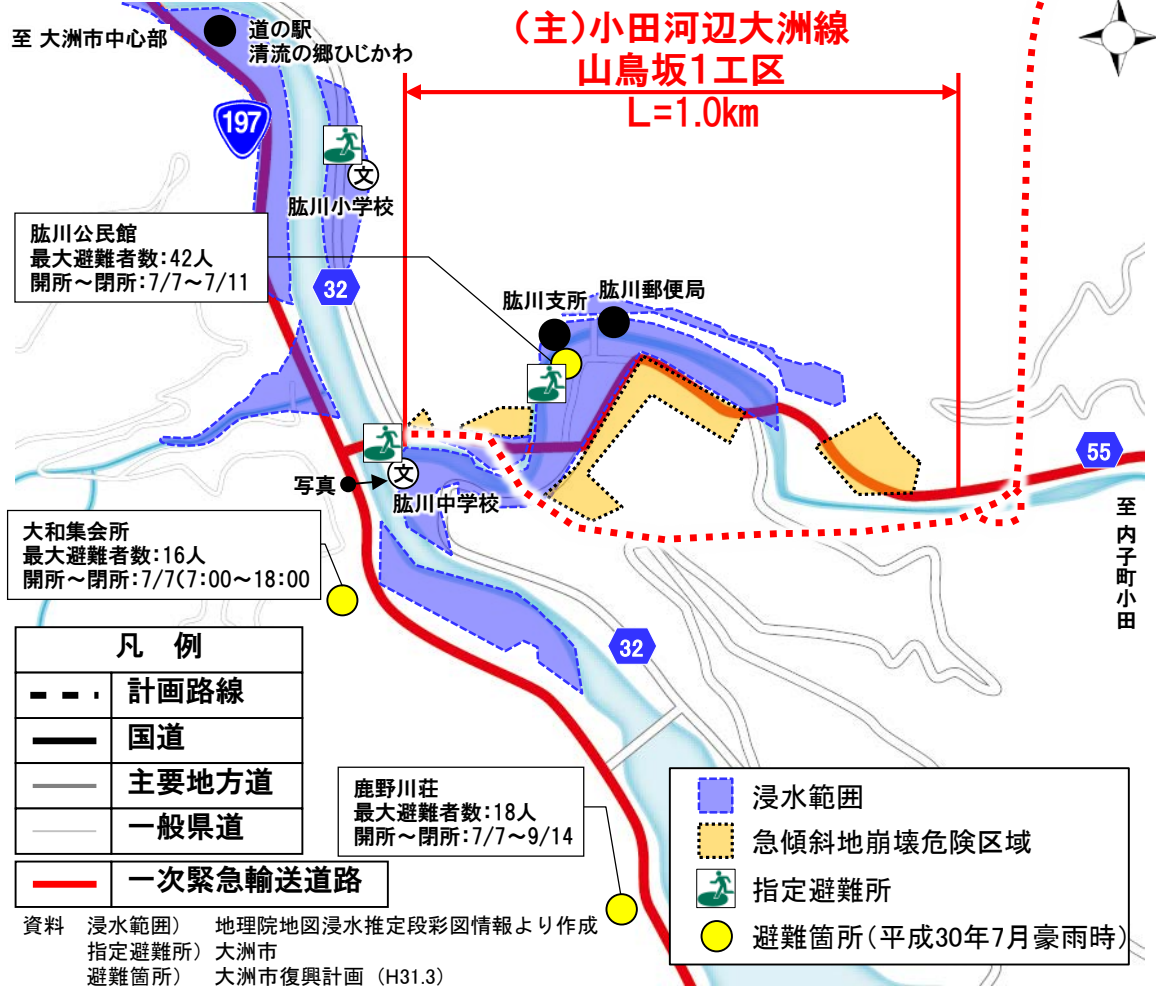 (主)小田河辺大洲線
山鳥坂1工区
L=1.0km
至 大洲市中心部
道の駅
清流の郷ひじかわ
197
文
肱川小学校
肱川公民館
最大避難者数:42人
開所～閉所:7/7～7/11
32
肱川支所
肱川郵便局
55
至 内子町小田
文
写真
肱川中学校
大和集会所
最大避難者数:16人
開所～閉所:7/7(7:00～18:00
32
凡 例
計画路線
国道
主要地方道
一般県道
一次緊急輸送道路
鹿野川荘
最大避難者数:18人
開所～閉所:7/7～9/14
浸水範囲
急傾斜地崩壊危険区域
指定避難所
避難箇所(平成30年7月豪雨時)
資料 浸水範囲) 地理院地図浸水推定段彩図情報より作成
指定避難所) 大洲市
避難箇所) 大洲市復興計画 (H31.3)